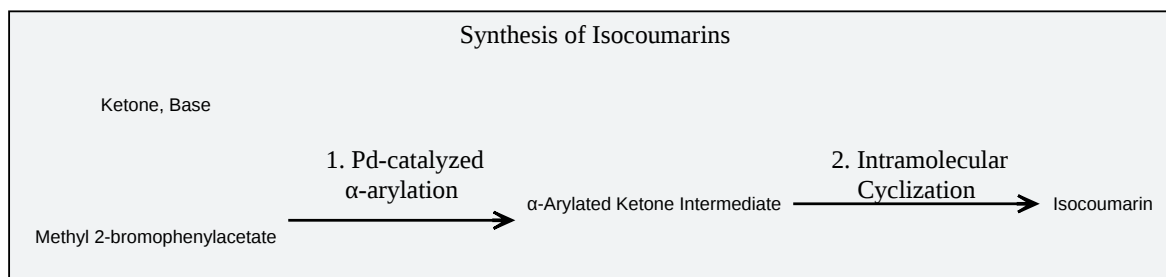 Synthesis of Isocoumarins
Ketone, Base
Methyl 2-bromophenylacetate
1. Pd-catalyzed
α-arylation
α-Arylated Ketone Intermediate
2. Intramolecular
Cyclization
Isocoumarin